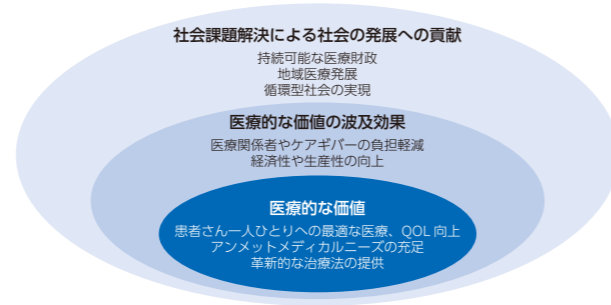 社会課題解決による社会の発展への貢献
持続可能な医療財政
地域医療発展
循環型社会の実現
医療的な価値の波及効果
医療関係者やケアギバーの負担軽減
経済性や生産性の向上
医療的な価値
患者さん一人ひとりへの最適な医療、QOL 向上
アンメットメディカルニーズの充足
革新的な治療法の提供